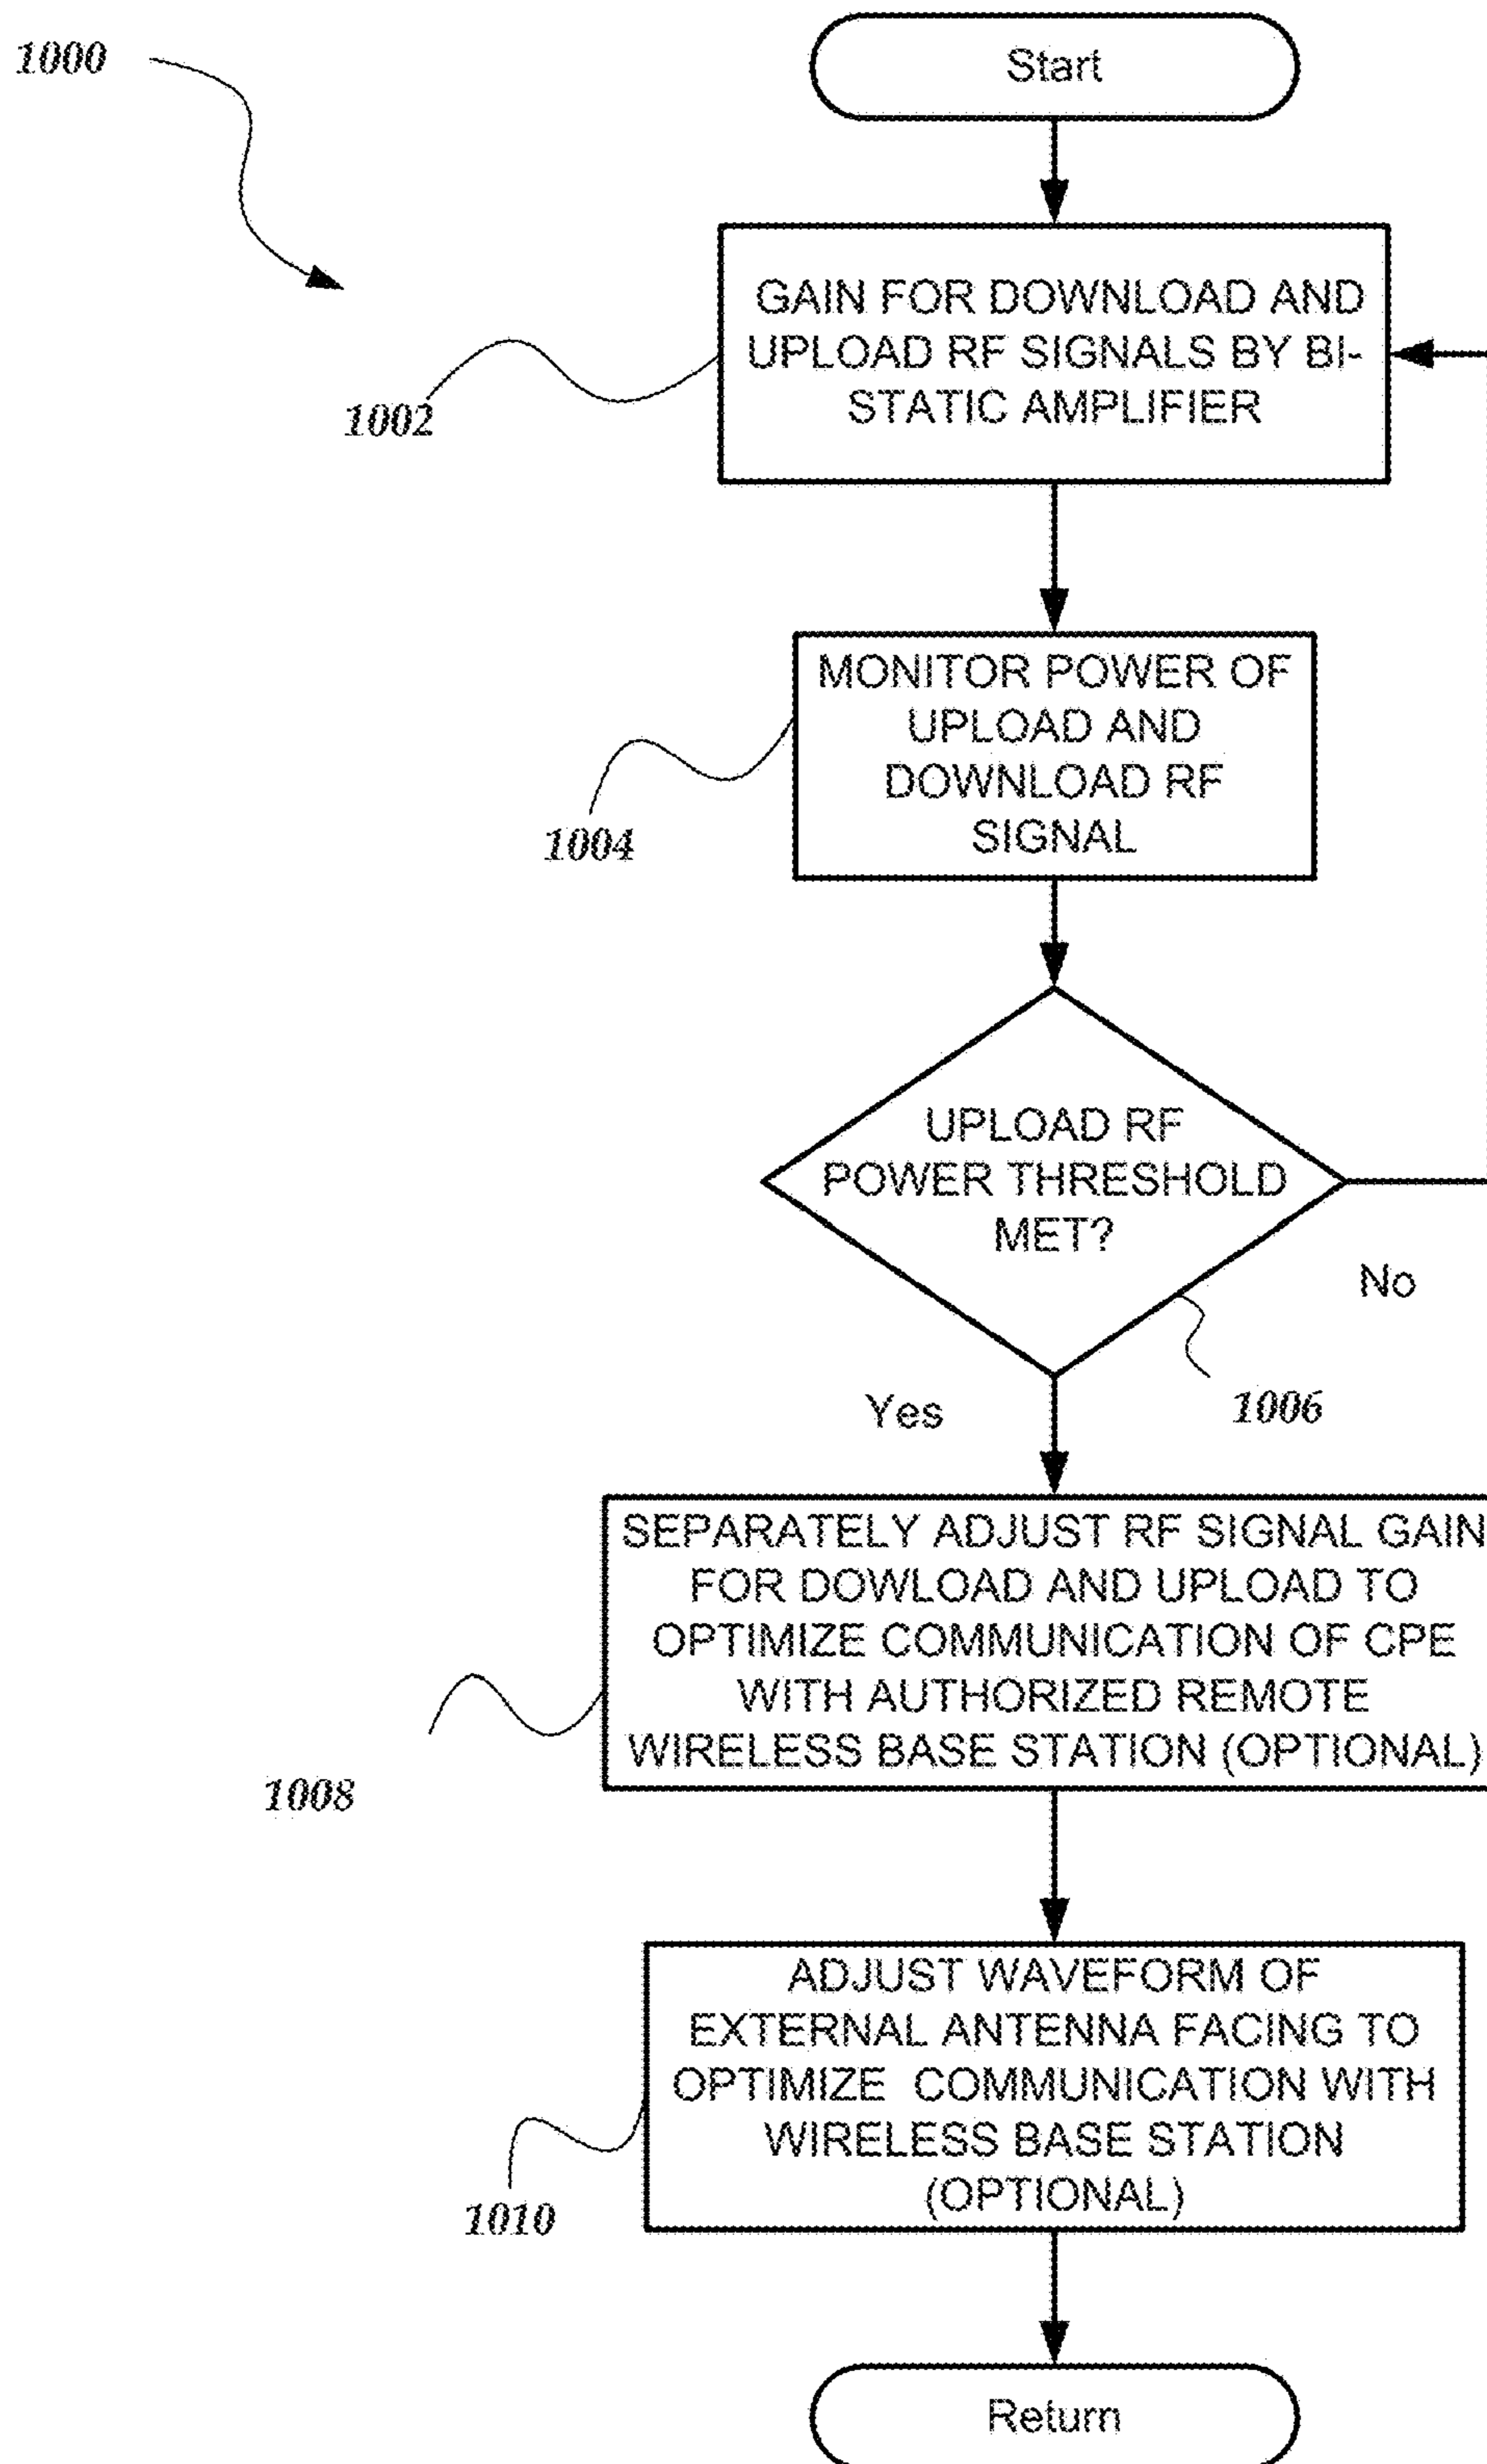 1000
Start
GAIN FOR DOWNLOAD AND
UPLOAD RF SIGNALS BY BI-
STATIC AMPLIFIER
1002
MONITOR POWER OF
UPLOAD AND
DOWNLOAD RF
SIGNAL
1004
UPLOAD RF
POWER THRESHOLD
MET?
No
Yes
1006
SEPARATELY ADJUST RF SIGNAL GAIN
FOR DOWLOAD AND UPLOAD TO
OPTIMIZE COMMUNICATION OF CPE
WITH AUTHORIZED REMOTE
WIRELESS BASE STATION (OPTIONAL)
1008
ADJUST WAVEFORM OF
EXTERNAL ANTENNA FACING TO
OPTIMIZE COMMUNICATION WITH
WIRELESS BASE STATION
(OPTIONAL)
1010
Return